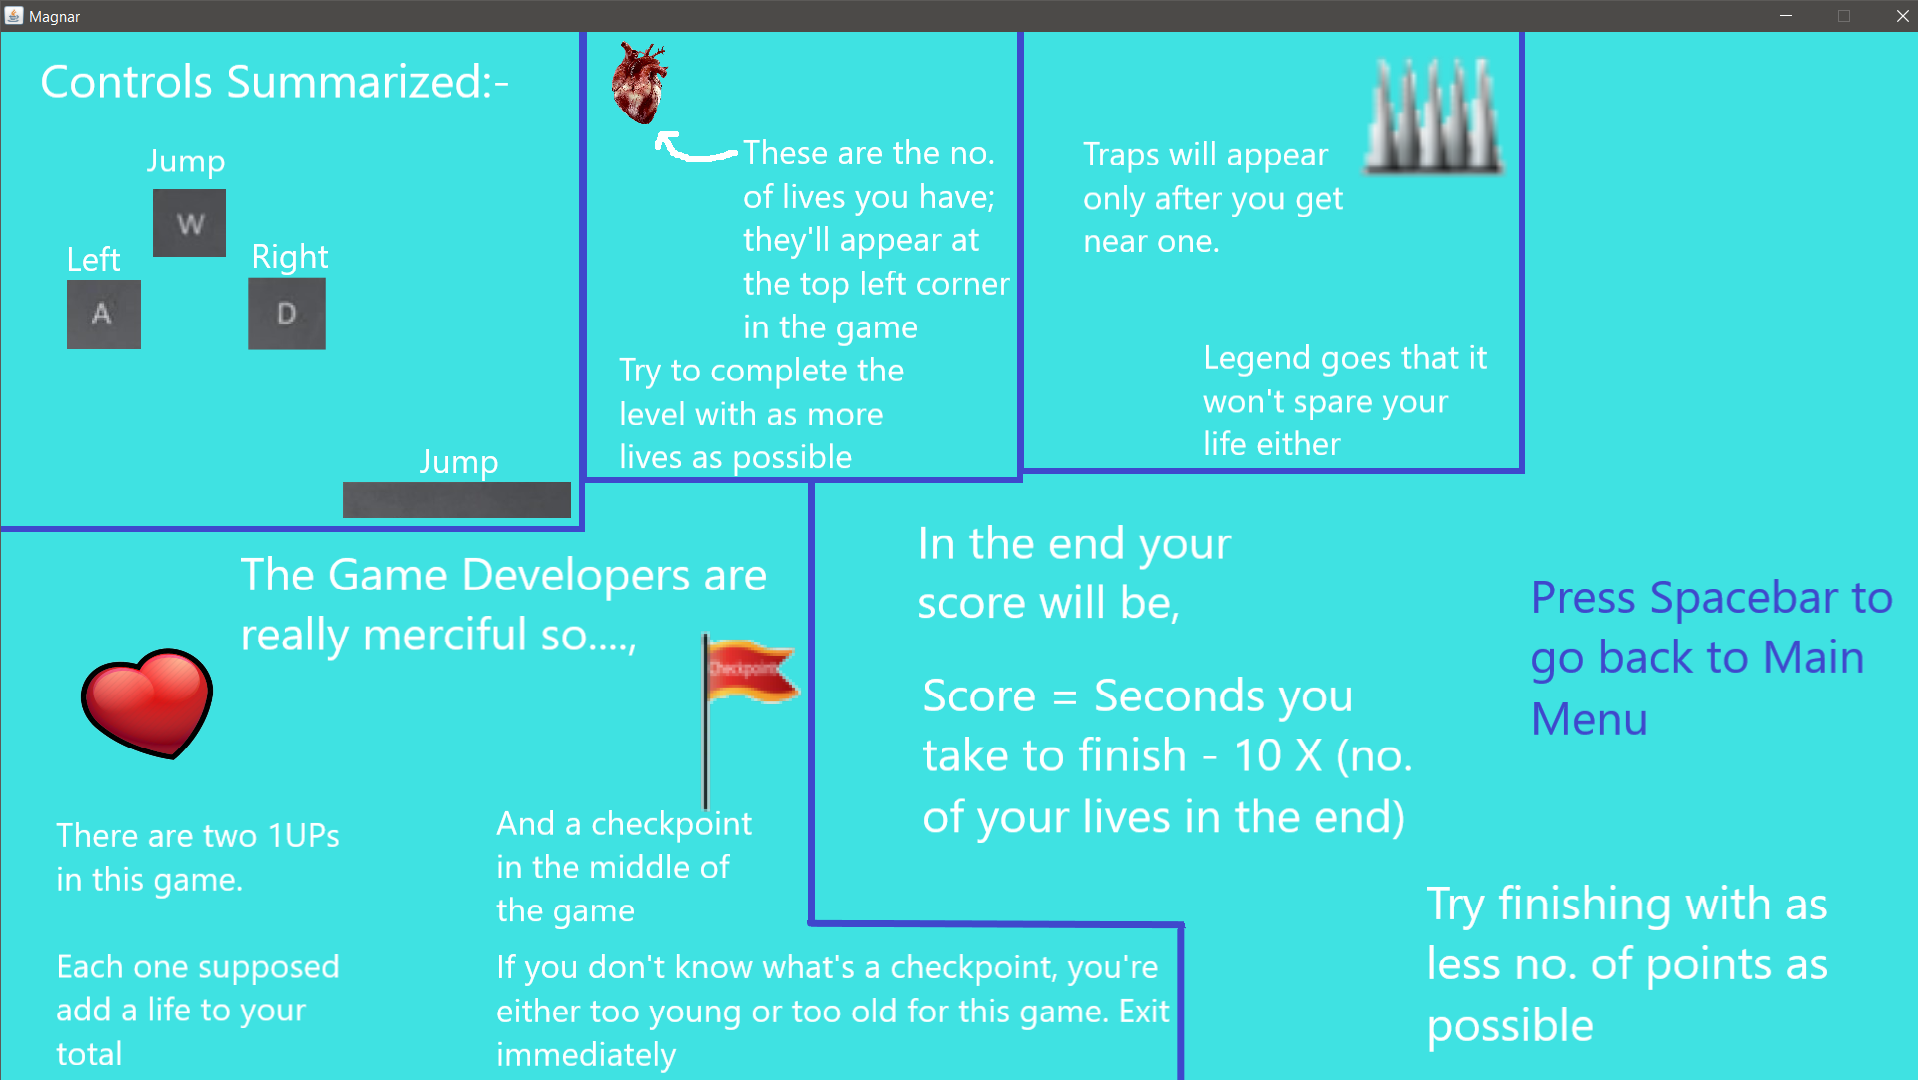 Magnar
Controls Summarized:-
Jump
W
Left
Right
A
D
Jump
These are the no.
of lives you have;
they'll appear at
the top left corner
in the game
Try to complete the
level with as more
lives as possible
Traps will appear
only after you get
near one.
Legend goes that it
won't spare your
life either
The Game Developers are
really merciful so....,
Checkpoint
There are two 1UPs
in this game.
Each one supposed
add a life to your
total
And a checkpoint
in the middle of
the game
If you don't know what's a checkpoint, you're
either too young or too old for this game. Exit
immediately
In the end your
score will be,
Score = Seconds you
take to finish - 10 X (no.
of your lives in the end)
Press Spacebar to
go back to Main
Menu
Try finishing with as
less no. of points as
possible